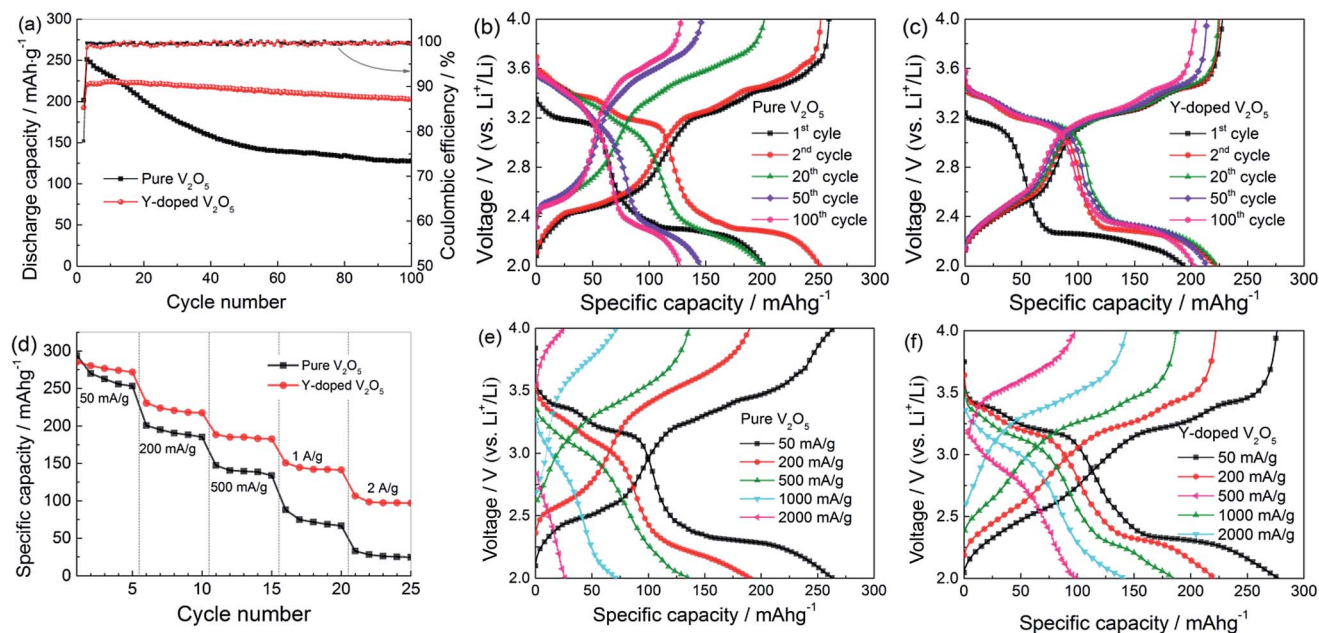 (a)
300
250
200
150
100
50
0
0
20
40
60
80
100
100
90
80
70
60
50
Discharge capacity / mAh·g⁻¹
Coulombic efficiency / %
Cycle number
Pure V₂O₅
Y-doped V₂O₅
(b)
4.0
3.6
3.2
2.8
2.4
2.0
0
50
100
150
200
250
300
Voltage / V (vs. Li⁺/Li)
Specific capacity / mAhg⁻¹
Pure V₂O₅
1ˢᵗ cyle
2ⁿᵈ cycle
20ᵗʰ cycle
50ᵗʰ cycle
100ᵗʰ cycle
(c)
4.0
3.6
3.2
2.8
2.4
2.0
0
50
100
150
200
250
300
Voltage / V (vs. Li⁺/Li)
Specific capacity / mAhg⁻¹
Y-doped V₂O₅
1ˢᵗ cyle
2ⁿᵈ cycle
20ᵗʰ cycle
50ᵗʰ cycle
100ᵗʰ cycle
(d)
300
250
200
150
100
50
0
5
10
15
20
25
Specific capacity / mAhg⁻¹
Cycle number
Pure V₂O₅
Y-doped V₂O₅
50 mA/g
200 mA/g
500 mA/g
1 A/g
2 A/g
(e)
4.0
3.5
3.0
2.5
2.0
0
50
100
150
200
250
300
Voltage / V (vs. Li⁺/Li)
Specific capacity / mAhg⁻¹
Pure V₂O₅
50 mA/g
200 mA/g
500 mA/g
1000 mA/g
2000 mA/g
(f)
4.0
3.5
3.0
2.5
2.0
0
50
100
150
200
250
300
Voltage / V (vs. Li⁺/Li)
Specific capacity / mAhg⁻¹
Y-doped V₂O₅
50 mA/g
200 mA/g
500 mA/g
1000 mA/g
2000 mA/g